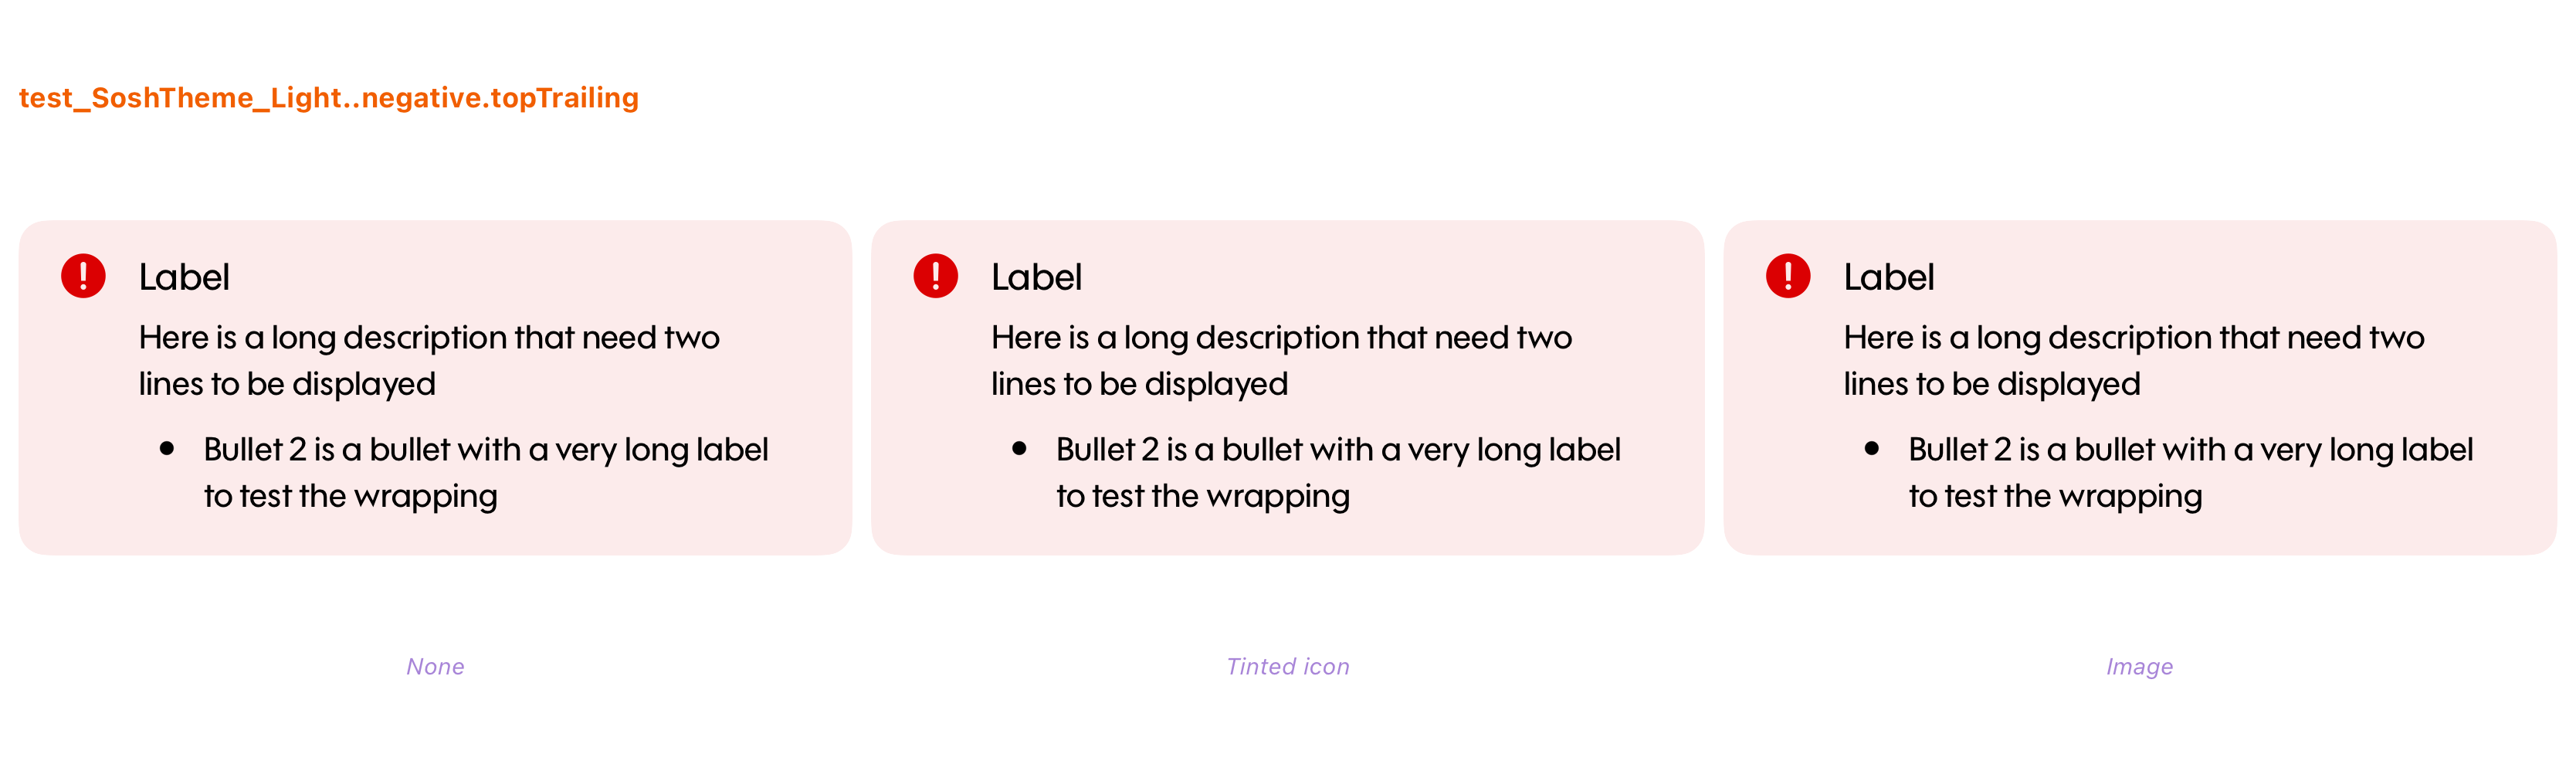 test_SoshTheme_Light..negative.topTrailing
Label
Here is a long description that need two
lines to be displayed
• Bullet 2 is a bullet with a very long label
to test the wrapping
Label
Here is a long description that need two
lines to be displayed
• Bullet 2 is a bullet with a very long label
to test the wrapping
Label
Here is a long description that need two
lines to be displayed
• Bullet 2 is a bullet with a very long label
to test the wrapping
None
Tinted icon
Image